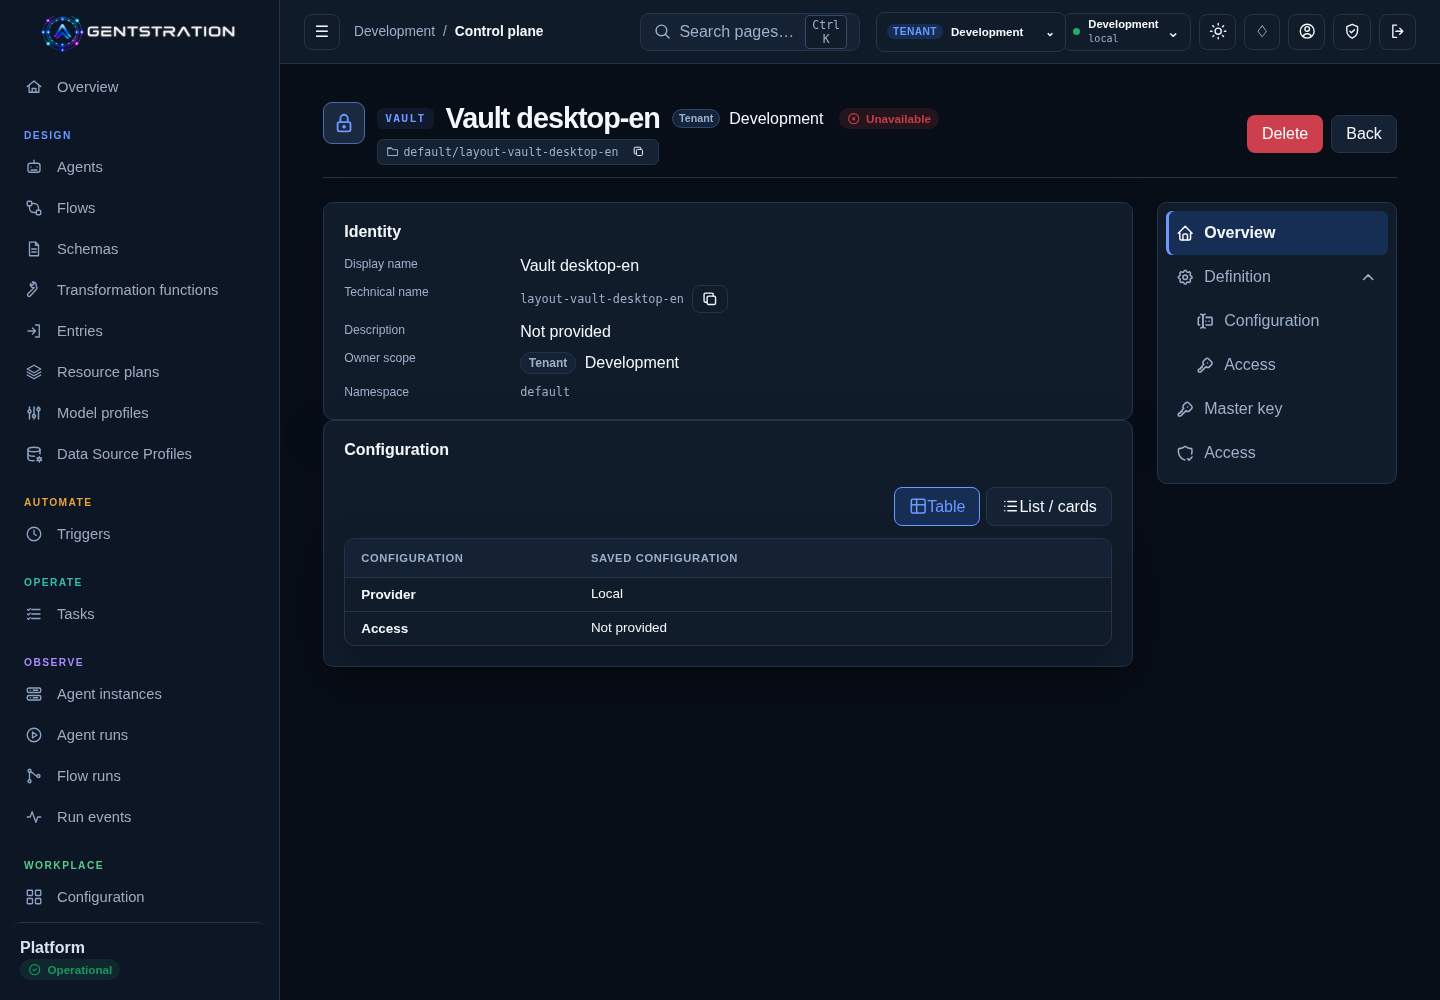 GENTSTRATION
Overview
DESIGN
Agents
Flows
Schemas
Transformation functions
Entries
Resource plans
Model profiles
Data Source Profiles
AUTOMATE
Triggers
OPERATE
Tasks
OBSERVE
Agent instances
Agent runs
Flow runs
Run events
WORKPLACE
Configuration
Platform
Operational
Development / Control plane
Search pages…
Ctrl
K
TENANT Development
Development
local
VAULT Vault desktop-en Tenant Development Unavailable
default/layout-vault-desktop-en
Delete
Back
Identity
Display name Vault desktop-en
Technical name layout-vault-desktop-en
Description Not provided
Owner scope Tenant Development
Namespace default
Configuration
Table List / cards
CONFIGURATION SAVED CONFIGURATION
Provider Local
Access Not provided
Overview
Definition
Configuration
Access
Master key
Access